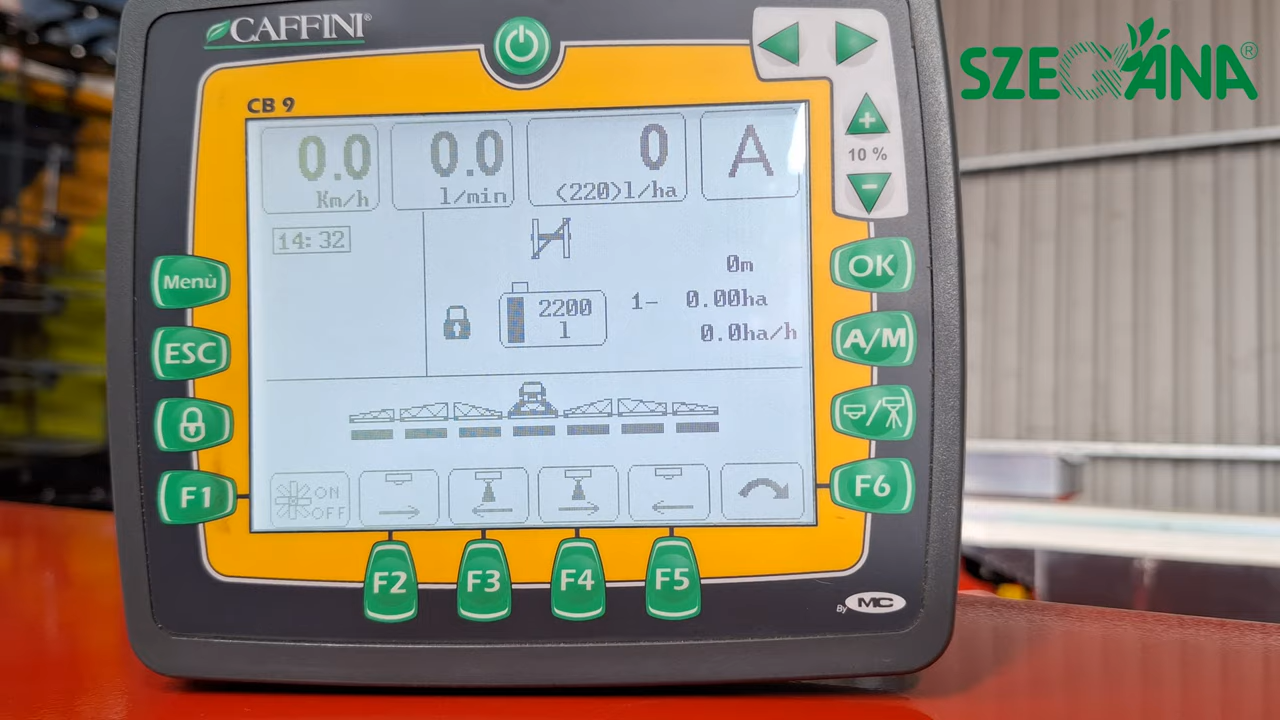 CAFFINI®
SZEGÁNA®
CB 9
10 %
0.0 Km/h
0.0 l/min
0 (220)l/ha
A
14:32
0m
2200 l
1- 0.00ha
0.0ha/h
ON
OFF
Menù
ESC
F1
OK
A/M
F6
F2 F3 F4 F5
By MC